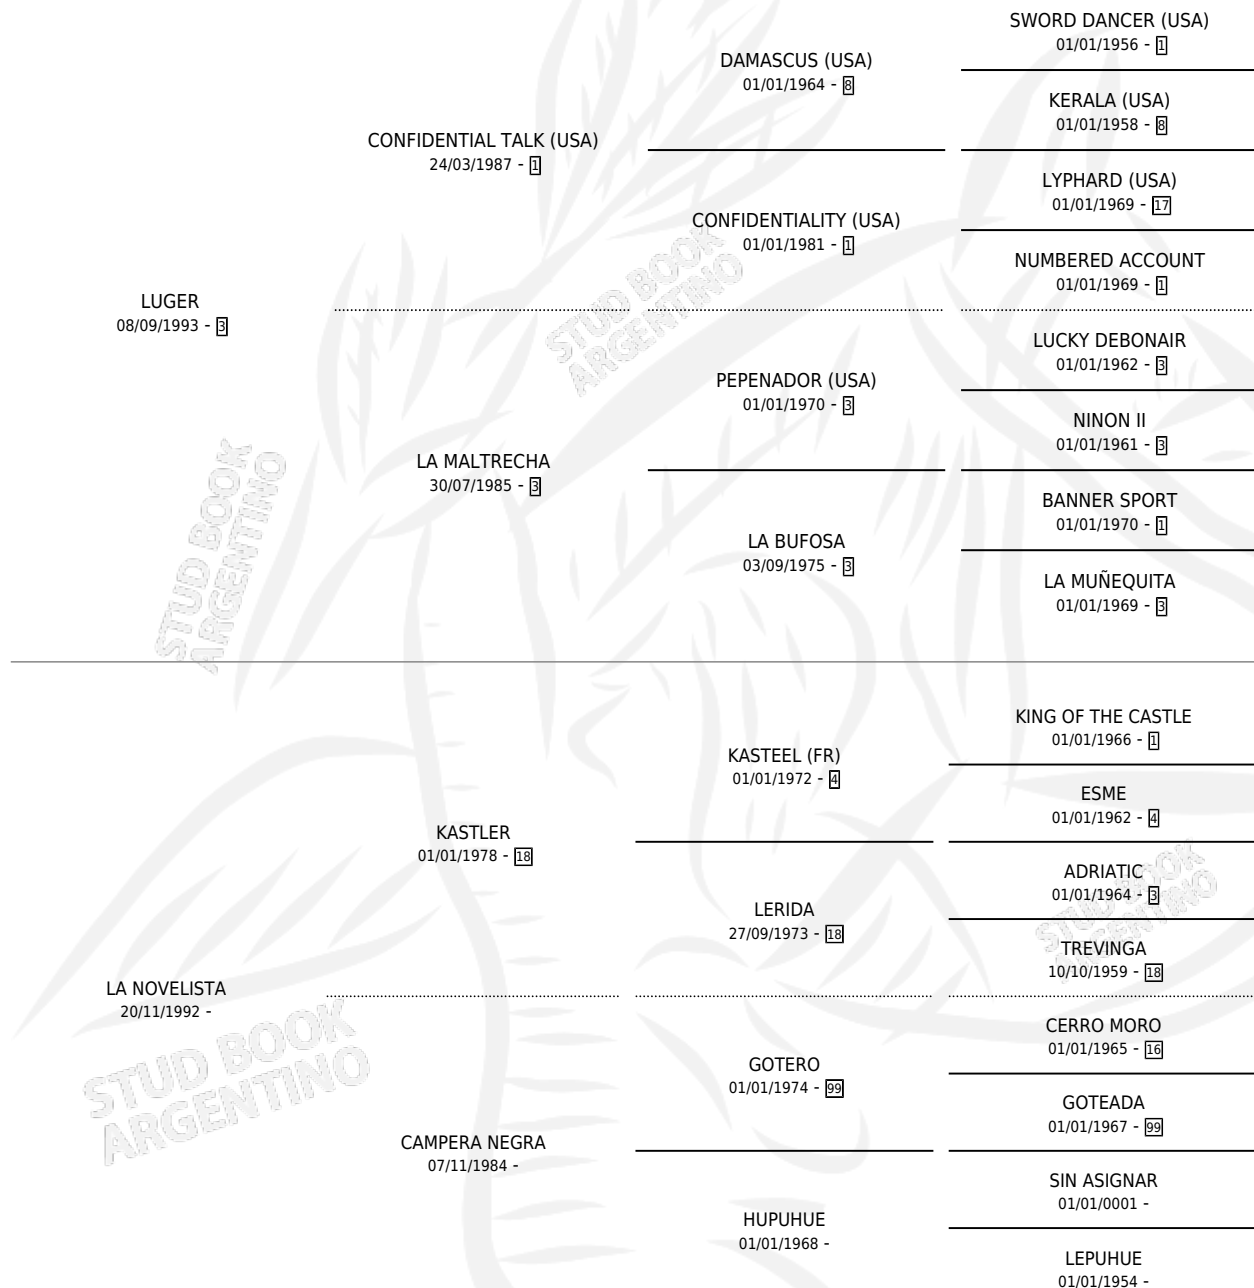 SWORD DANCER (USA)
01/01/1956 - 1
DAMASCUS (USA)
01/01/1964 - 8
KERALA (USA)
01/01/1958 - 8
CONFIDENTIAL TALK (USA)
24/03/1987 - 1
LYPHARD (USA)
01/01/1969 - 17
CONFIDENTIALITY (USA)
01/01/1981 - 1
NUMBERED ACCOUNT
01/01/1969 - 1
LUGER
08/09/1993 - 3
LUCKY DEBONAIR
01/01/1962 - 3
PEPENADOR (USA)
01/01/1970 - 3
NINON II
01/01/1961 - 3
LA MALTRECHA
30/07/1985 - 3
BANNER SPORT
01/01/1970 - 1
LA BUFOSA
03/09/1975 - 3
LA MUÑEQUITA
01/01/1969 - 3
KING OF THE CASTLE
01/01/1966 - 1
KASTEEL (FR)
01/01/1972 - 4
ESME
01/01/1962 - 4
KASTLER
01/01/1978 - 18
ADRIATIC
01/01/1964 - 3
LERIDA
27/09/1973 - 18
TREVINGA
10/10/1959 - 18
LA NOVELISTA
20/11/1992 -
CERRO MORO
01/01/1965 - 16
GOTERO
01/01/1974 - 99
GOTEADA
01/01/1967 - 99
CAMPERA NEGRA
07/11/1984 -
SIN ASIGNAR
01/01/0001 -
HUPUHUE
01/01/1968 -
LEPUHUE
01/01/1954 -
STUD BOOK
ARGENTINO
STUD BOOK
ARGENTINO
STUD BOOK
ARGENTINO
STUD BOOK
ARGENTINO